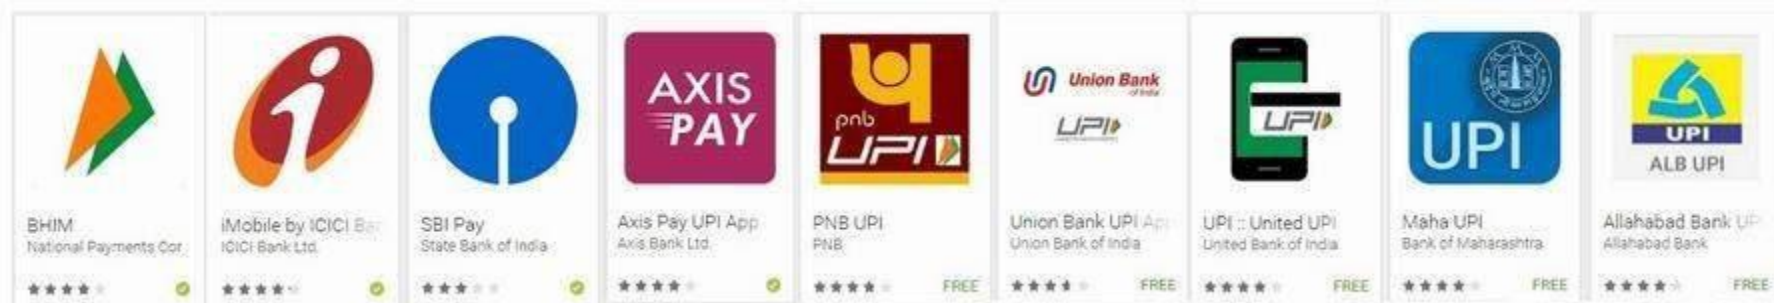 BHIM
National Payments Cor
iMobile by ICICI Ban
ICICI Bank Ltd.
SBI Pay
State Bank of India
AXIS
PAY
Axis Pay UPI App
Axis Bank Ltd.
pnb
UPI
PNB UPI
PNB
FREE
Union Bank
of India
UPI
Union Bank UPI App
Union Bank of India
FREE
UPI
UPI :: United UPI
United Bank of India
FREE
UPI
Maha UPI
Bank of Maharashtra
FREE
UPI
ALB UPI
Allahabad Bank UP
Allahabad Bank
FREE